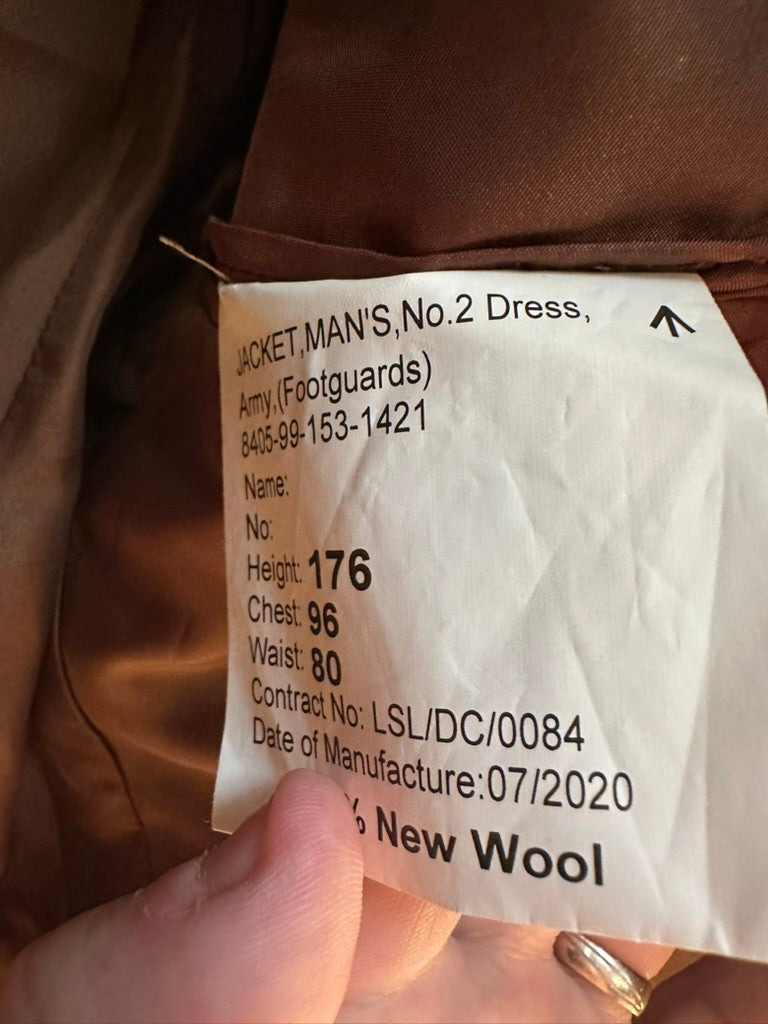 JACKET,MAN'S,No.2 Dress,
Army,(Footguards)
8405-99-153-1421
Name:
No:
Height: 176
Chest: 96
Waist: 80
Contract No: LSL/DC/0084
Date of Manufacture:07/2020
% New Wool